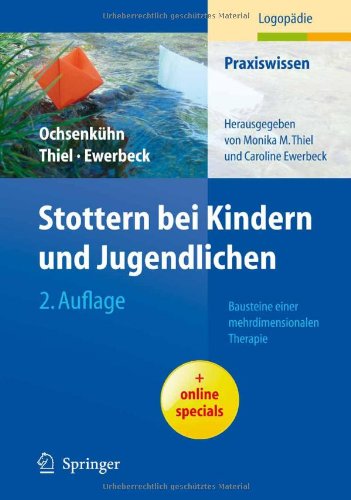 Urheberrechtlich geschütztes Material
Logopädie
Praxiswissen
Herausgegeben
von Monika M. Thiel
und Caroline Ewerbeck
Ochsenkühn
Thiel · Ewerbeck
Stottern bei Kindern
und Jugendlichen
2. Auflage
Bausteine einer
mehrdimensionalen
Therapie
+
online
specials
Springer
Urheberrechtlich geschütztes Material